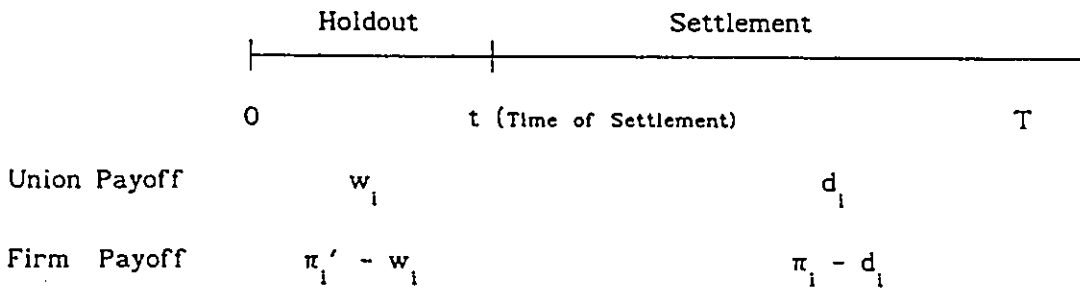 Holdout Settlement
0 t (Time of Settlement) T
Union Payoff w_i d_i
Firm Payoff π_i' - w_i π_i - d_i